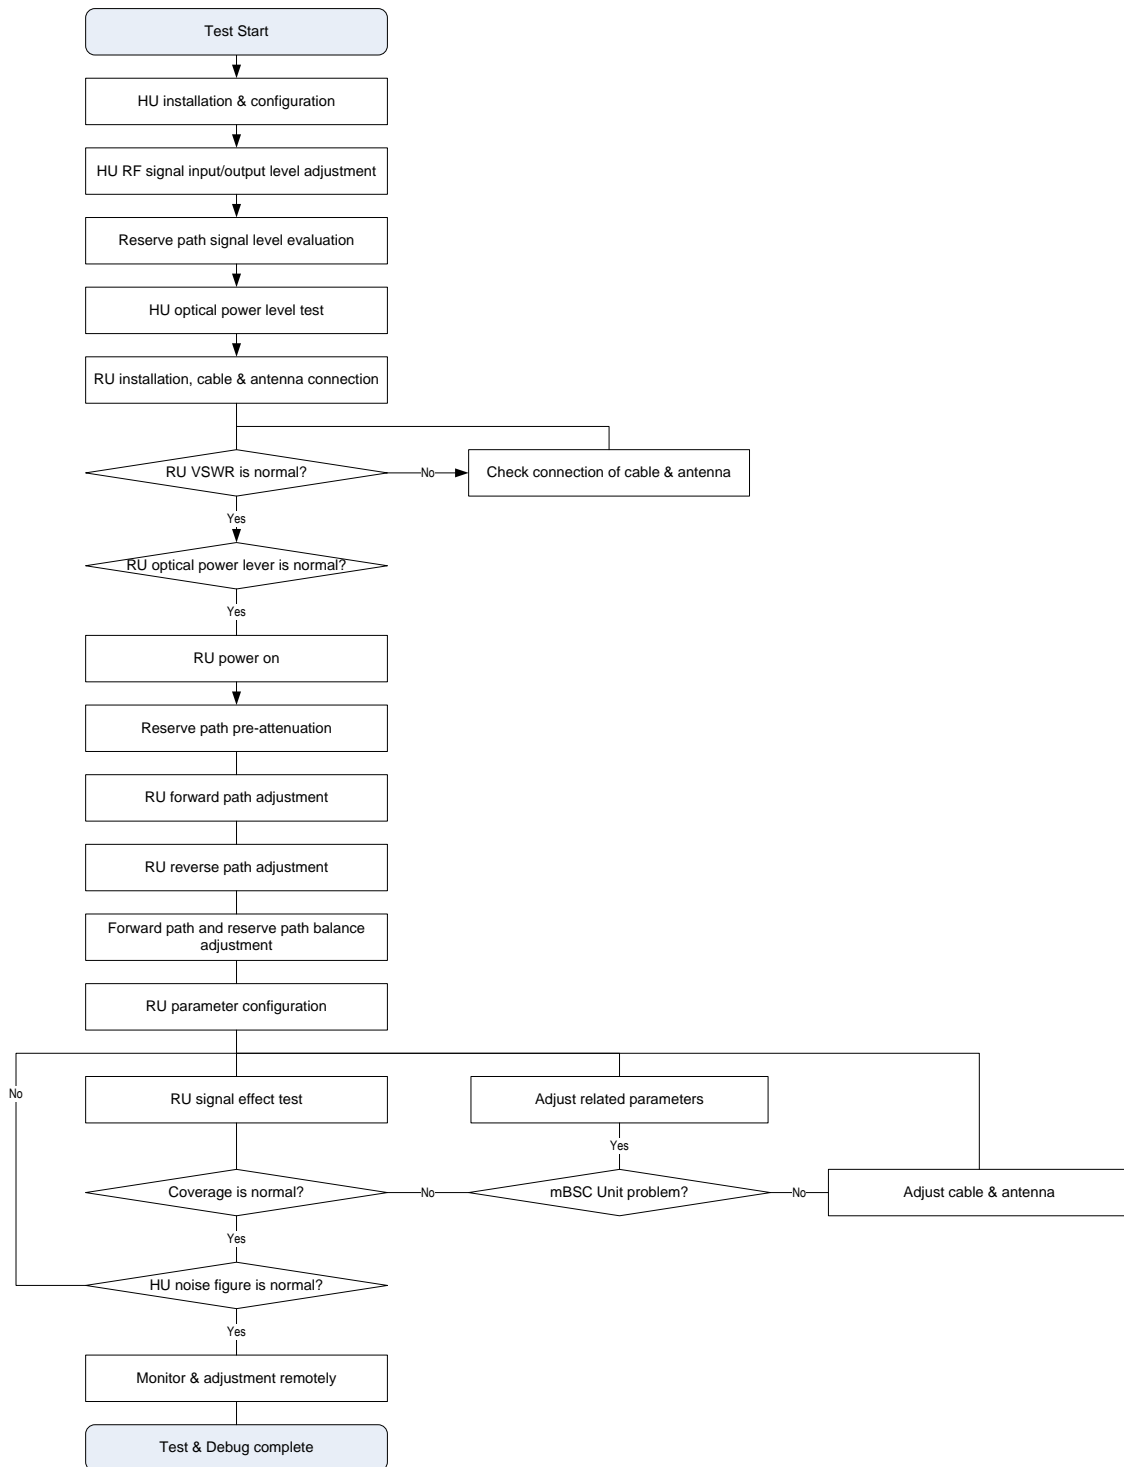 Test Start
HU installation & configuration
HU RF signal input/output level adjustment
Reserve path signal level evaluation
HU optical power level test
RU installation, cable & antenna connection
RU VSWR is normal?
No
Check connection of cable & antenna
Yes
RU optical power lever is normal?
Yes
RU power on
Reserve path pre-attenuation
RU forward path adjustment
RU reverse path adjustment
Forward path and reserve path balance
adjustment
RU parameter configuration
No
RU signal effect test
Adjust related parameters
Yes
Coverage is normal?
No
mBSC Unit problem?
No
Adjust cable & antenna
Yes
HU noise figure is normal?
Yes
Monitor & adjustment remotely
Test & Debug complete